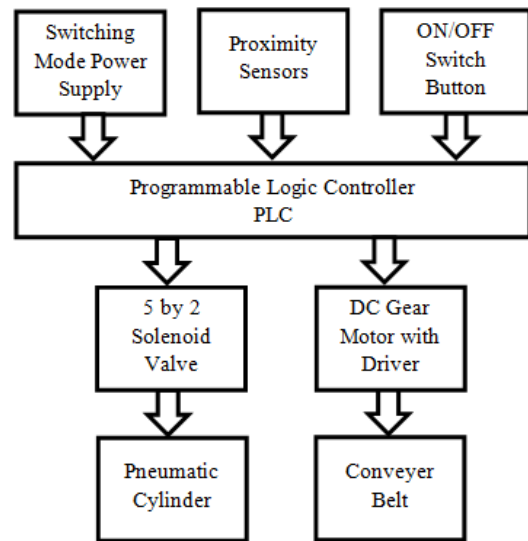 Switching
Mode Power
Supply
Proximity
Sensors
ON/OFF
Switch
Button
Programmable Logic Controller
PLC
5 by 2
Solenoid
Valve
DC Gear
Motor with
Driver
Pneumatic
Cylinder
Conveyer
Belt